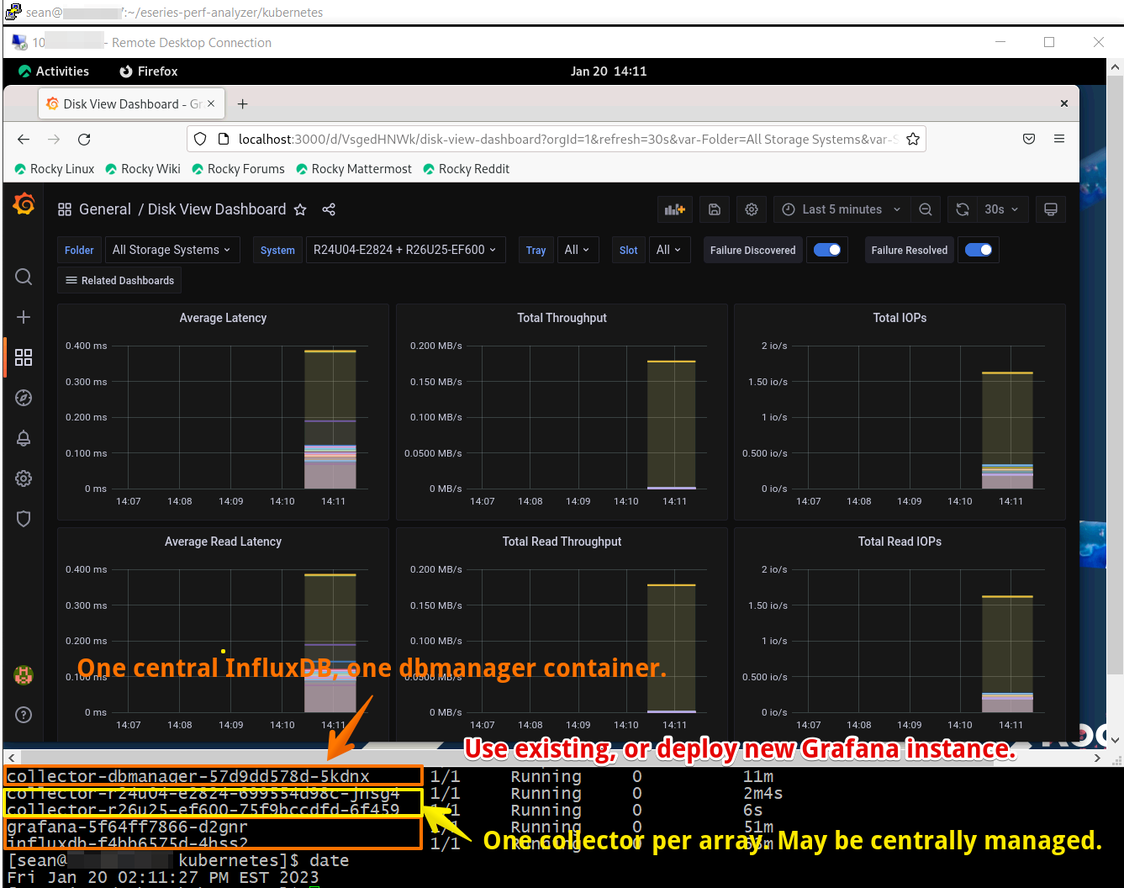 sean@ :~/eseries-perf-analyzer/kubernetes
10 - Remote Desktop Connection
Activities Firefox Jan 20 14:11
Disk View Dashboard - Gr
localhost:3000/d/VsgedHNWk/disk-view-dashboard?orgId=1&refresh=30s&var-Folder=All Storage Systems&var-S
Rocky Linux Rocky Wiki Rocky Forums Rocky Mattermost Rocky Reddit
General / Disk View Dashboard Last 5 minutes 30s
Folder All Storage Systems System R24U04-E2824 + R26U25-EF600 Tray All Slot All Failure Discovered Failure Resolved
Related Dashboards
Average Latency Total Throughput Total IOPs
0.400 ms 0.200 MB/s 2 io/s
0.300 ms 0.150 MB/s 1.50 io/s
0.200 ms 0.100 MB/s 1 io/s
0.100 ms 0.0500 MB/s 0.500 io/s
0 ms 0 MB/s 0 io/s
14:07 14:08 14:09 14:10 14:11 14:07 14:08 14:09 14:10 14:11 14:07 14:08 14:09 14:10 14:11
Average Read Latency Total Read Throughput Total Read IOPs
0.400 ms 0.200 MB/s 2 io/s
0.300 ms 0.150 MB/s 1.50 io/s
0.200 ms 0.100 MB/s 1 io/s
One central InfluxDB, one dbmanager container.
0.100 ms 0.0500 MB/s 0.500 io/s
0 ms 0 MB/s 0 io/s
14:07 14:08 14:09 14:10 14:11 14:07 14:08 14:09 14:10 14:11 14:07 14:08 14:09 14:10 14:11
Use existing, or deploy new Grafana instance.
collector-dbmanager-57d9dd578d-5kdnx 1/1 Running 0 11m
collector-r24u04-e2824-699554d98c-jnsg4 1/1 Running 0 2m4s
collector-r26u25-ef600-75f9bccdfd-6f459 1/1 Running 0 6s
grafana-5f64ff7866-d2gnr 1/1 Running 0 51m
One collector per array. May be centrally managed.
influxdb-f4bb6575d-4hss2 1/1 Running 0
[sean@ kubernetes]$ date
Fri Jan 20 02:11:27 PM EST 2023